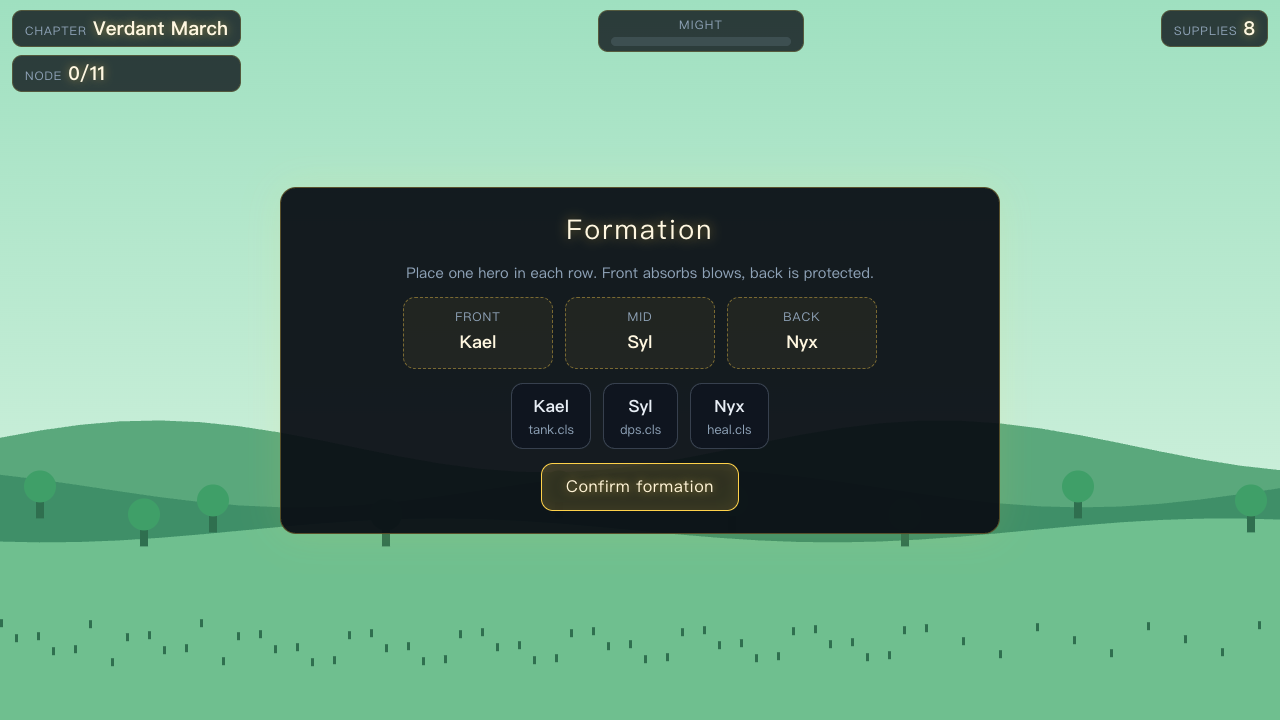 CHAPTER Verdant March
NODE 0/11
MIGHT
SUPPLIES 8
Formation
Place one hero in each row. Front absorbs blows, back is protected.
FRONT
Kael
MID
Syl
BACK
Nyx
Kael
tank.cls
Syl
dps.cls
Nyx
heal.cls
Confirm formation